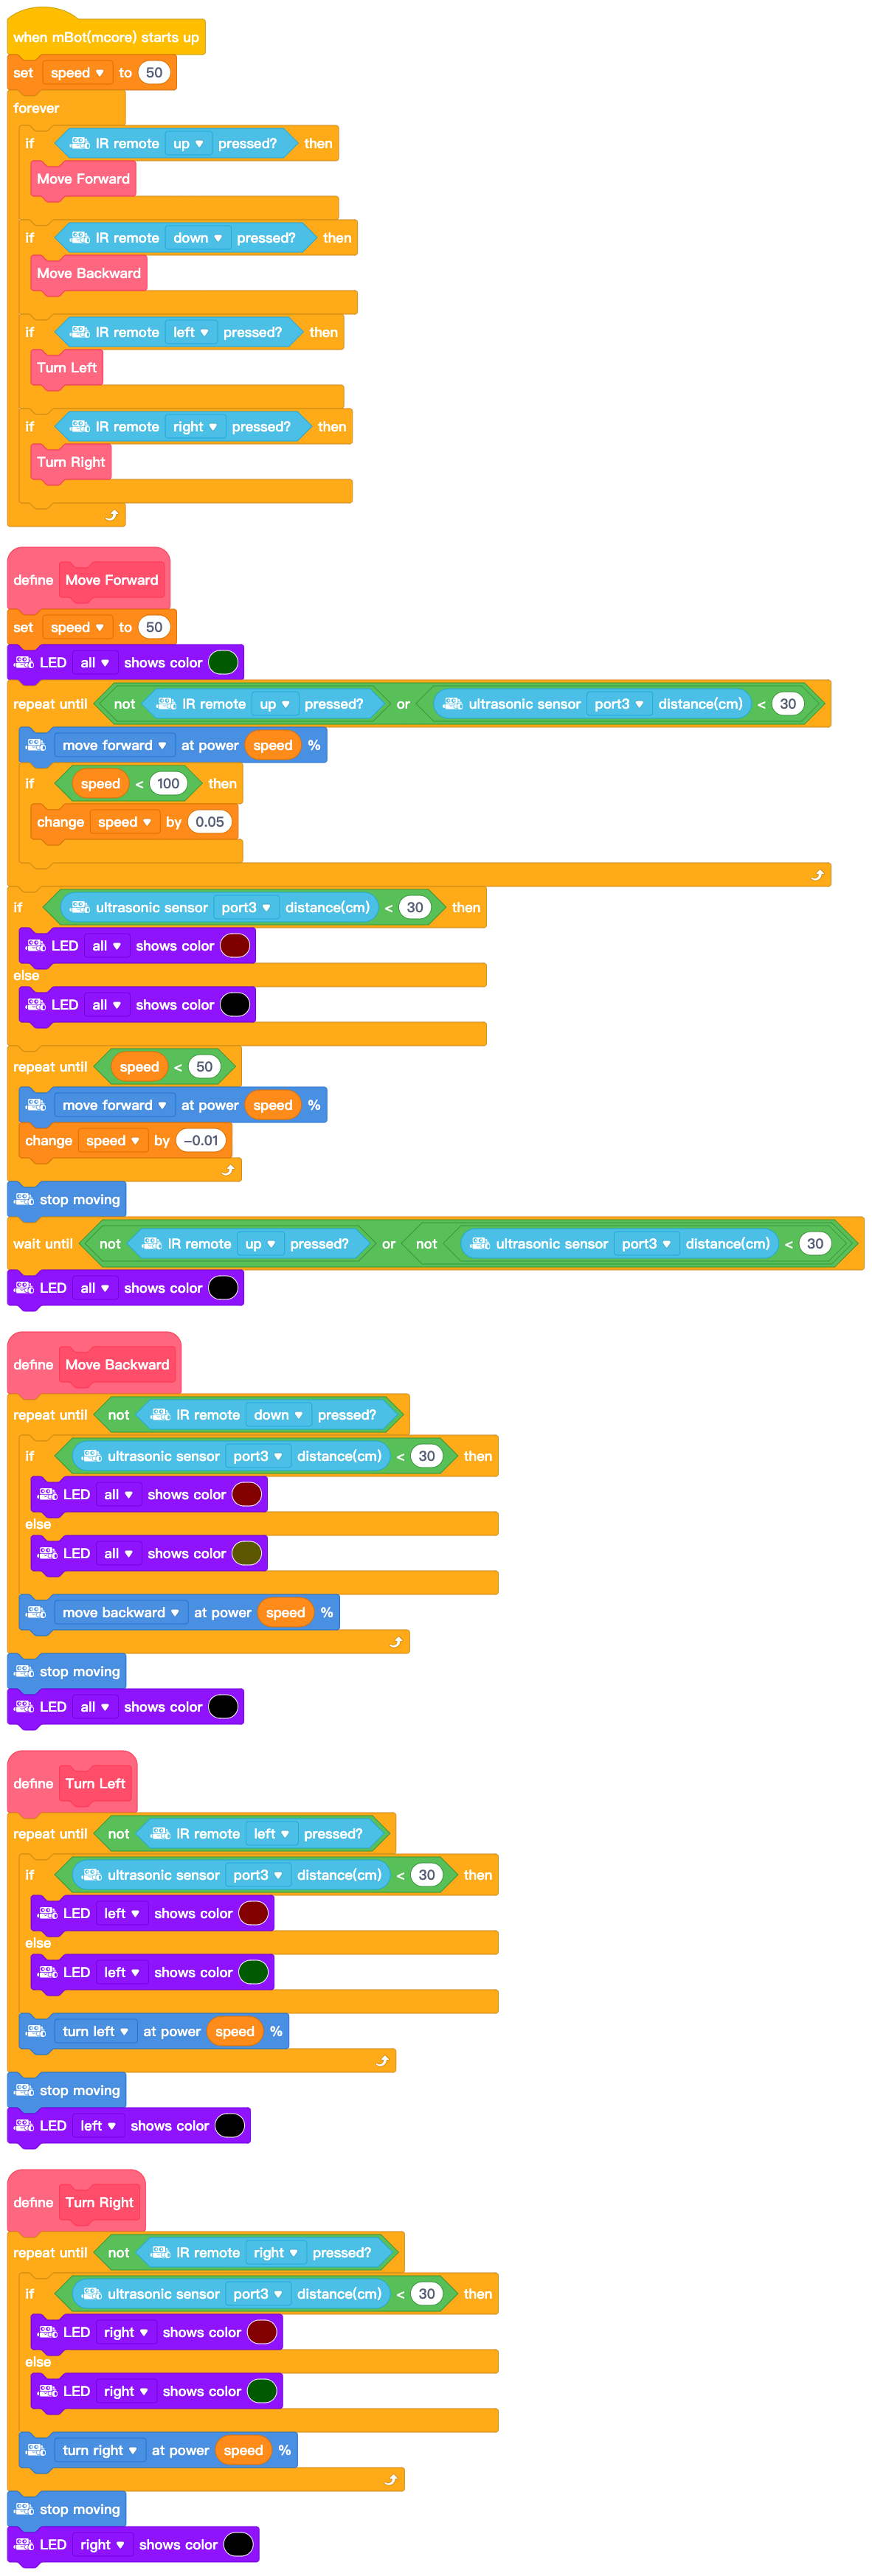 when mBot(mcore) starts up
set speed to 50
forever
if IR remote up pressed? then
Move Forward
if IR remote down pressed? then
Move Backward
if IR remote left pressed? then
Turn Left
if IR remote right pressed? then
Turn Right
define Move Forward
set speed to 50
LED all shows color
repeat until not IR remote up pressed? or ultrasonic sensor port3 distance(cm) < 30
move forward at power speed %
if speed < 100 then
change speed by 0.05
if ultrasonic sensor port3 distance(cm) < 30 then
LED all shows color
else
LED all shows color
repeat until speed < 50
move forward at power speed %
change speed by -0.01
stop moving
wait until not IR remote up pressed? or not ultrasonic sensor port3 distance(cm) < 30
LED all shows color
define Move Backward
repeat until not IR remote down pressed?
if ultrasonic sensor port3 distance(cm) < 30 then
LED all shows color
else
LED all shows color
move backward at power speed %
stop moving
LED all shows color
define Turn Left
repeat until not IR remote left pressed?
if ultrasonic sensor port3 distance(cm) < 30 then
LED left shows color
else
LED left shows color
turn left at power speed %
stop moving
LED left shows color
define Turn Right
repeat until not IR remote right pressed?
if ultrasonic sensor port3 distance(cm) < 30 then
LED right shows color
else
LED right shows color
turn right at power speed %
stop moving
LED right shows color